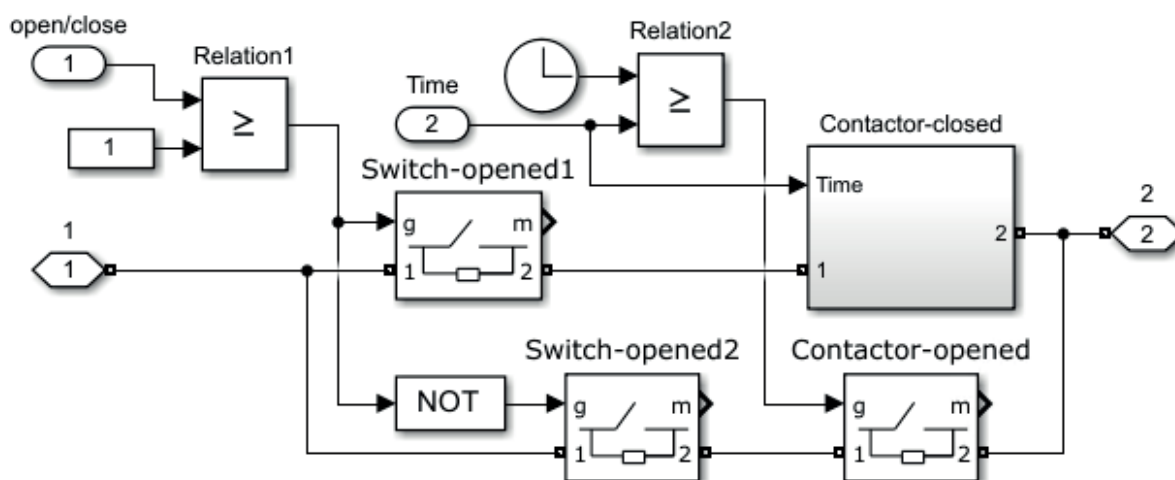 open/close
1
Relation1
≥
1
Time
2
Relation2
≥
Contactor-closed
Time
1
2
2
2
Switch-opened1
g
m
1
2
1
1
NOT
Switch-opened2
g
m
1
2
Contactor-opened
g
m
1
2